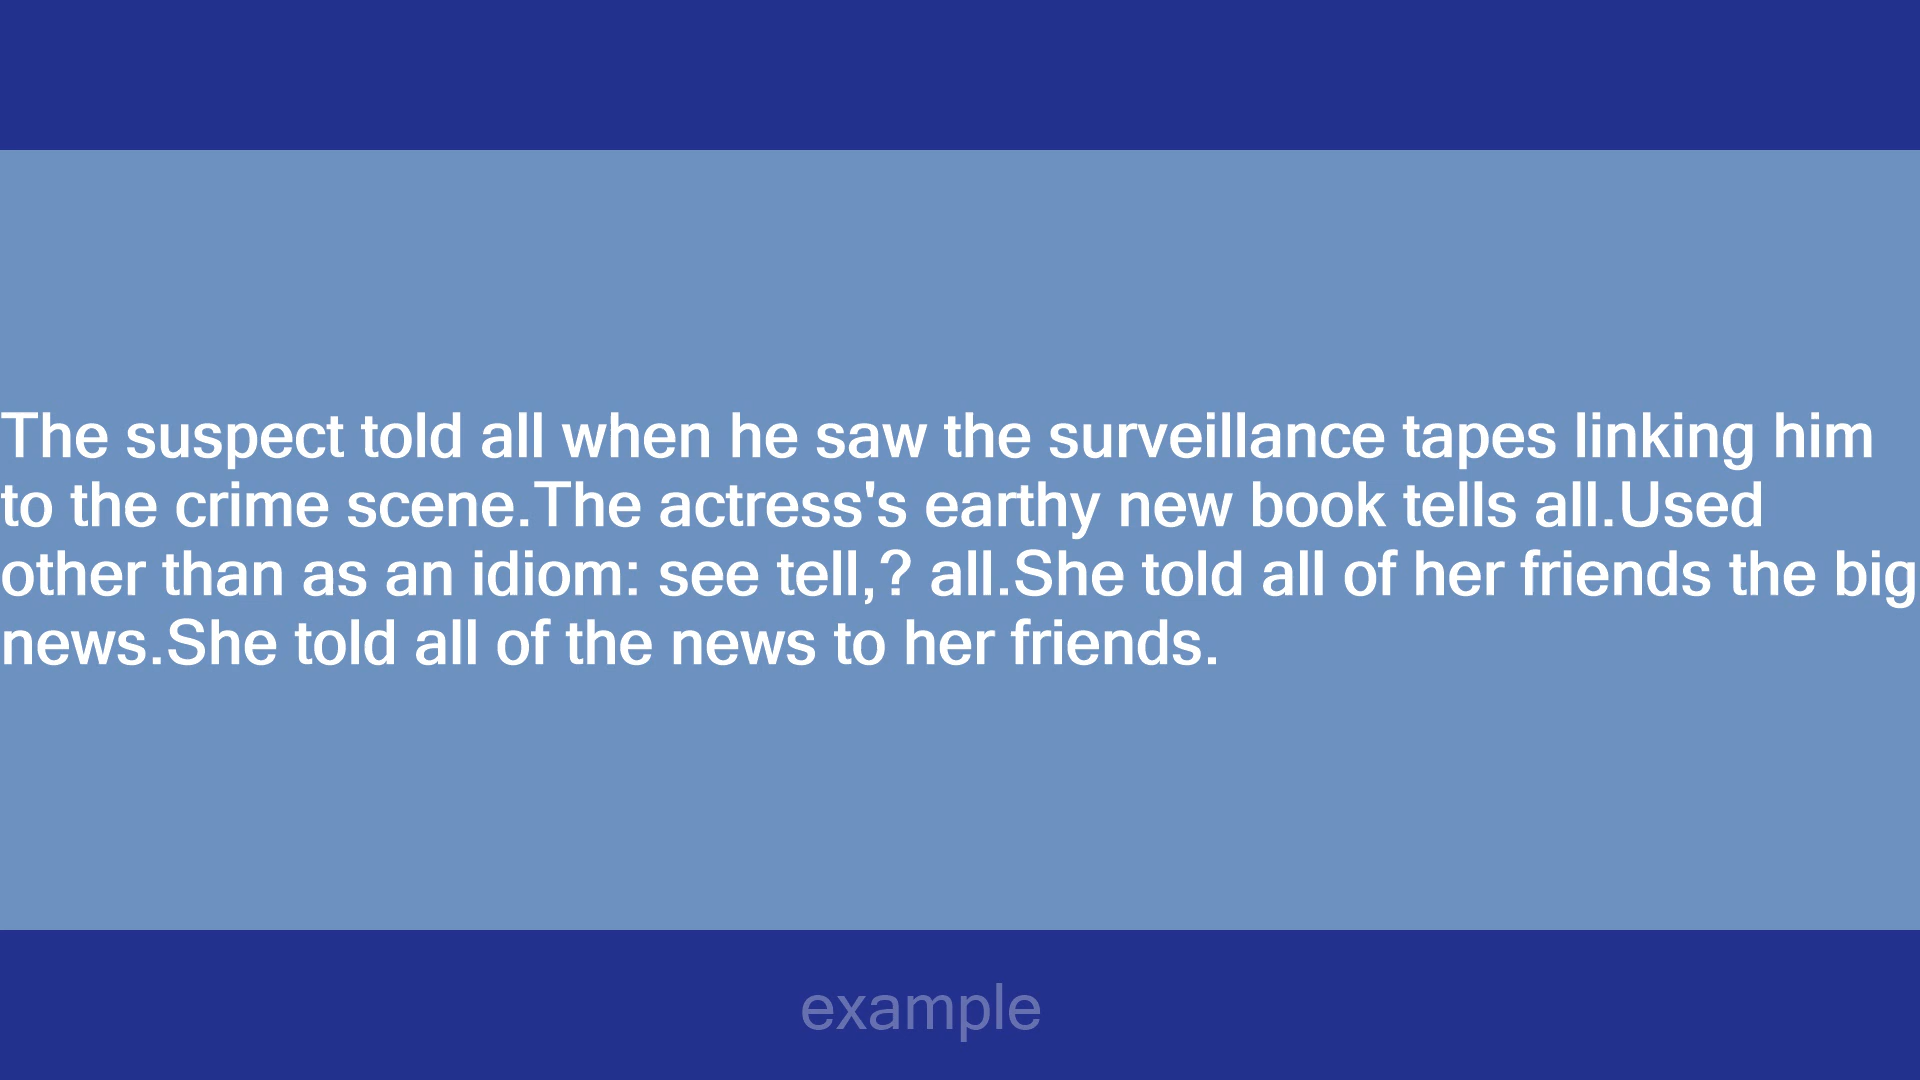 The suspect told all when he saw the surveillance tapes linking him
to the crime scene.The actress's earthy new book tells all.Used
other than as an idiom: see tell,? all.She told all of her friends the big
news.She told all of the news to her friends.
example